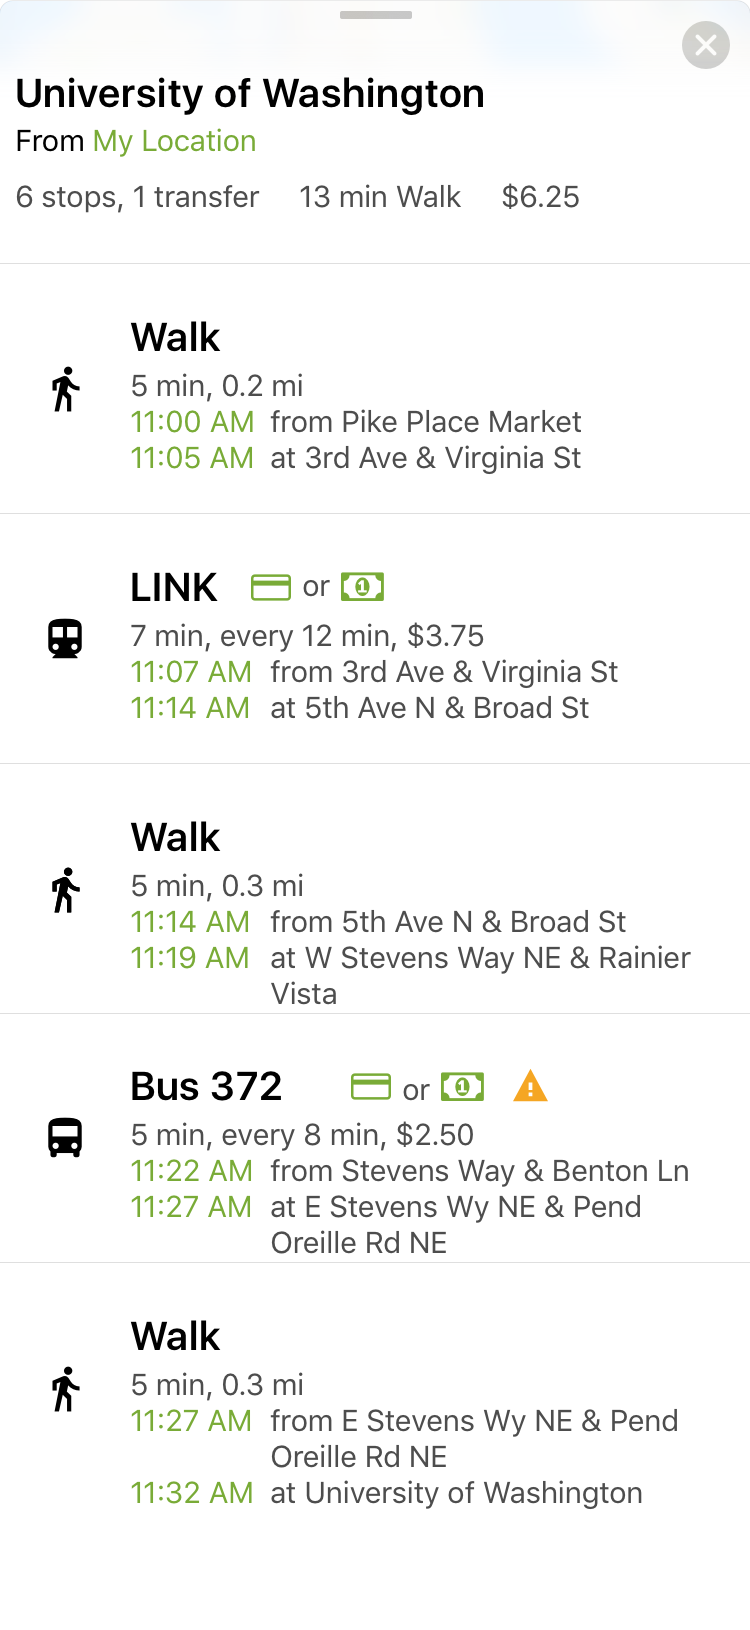 University of Washington
From My Location
6 stops, 1 transfer 13 min Walk $6.25
Walk
5 min, 0.2 mi
11:00 AM from Pike Place Market
11:05 AM at 3rd Ave & Virginia St
LINK or 1
7 min, every 12 min, $3.75
11:07 AM from 3rd Ave & Virginia St
11:14 AM at 5th Ave N & Broad St
Walk
5 min, 0.3 mi
11:14 AM from 5th Ave N & Broad St
11:19 AM at W Stevens Way NE & Rainier
Vista
Bus 372 or 1
5 min, every 8 min, $2.50
11:22 AM from Stevens Way & Benton Ln
11:27 AM at E Stevens Wy NE & Pend
Oreille Rd NE
Walk
5 min, 0.3 mi
11:27 AM from E Stevens Wy NE & Pend
Oreille Rd NE
11:32 AM at University of Washington